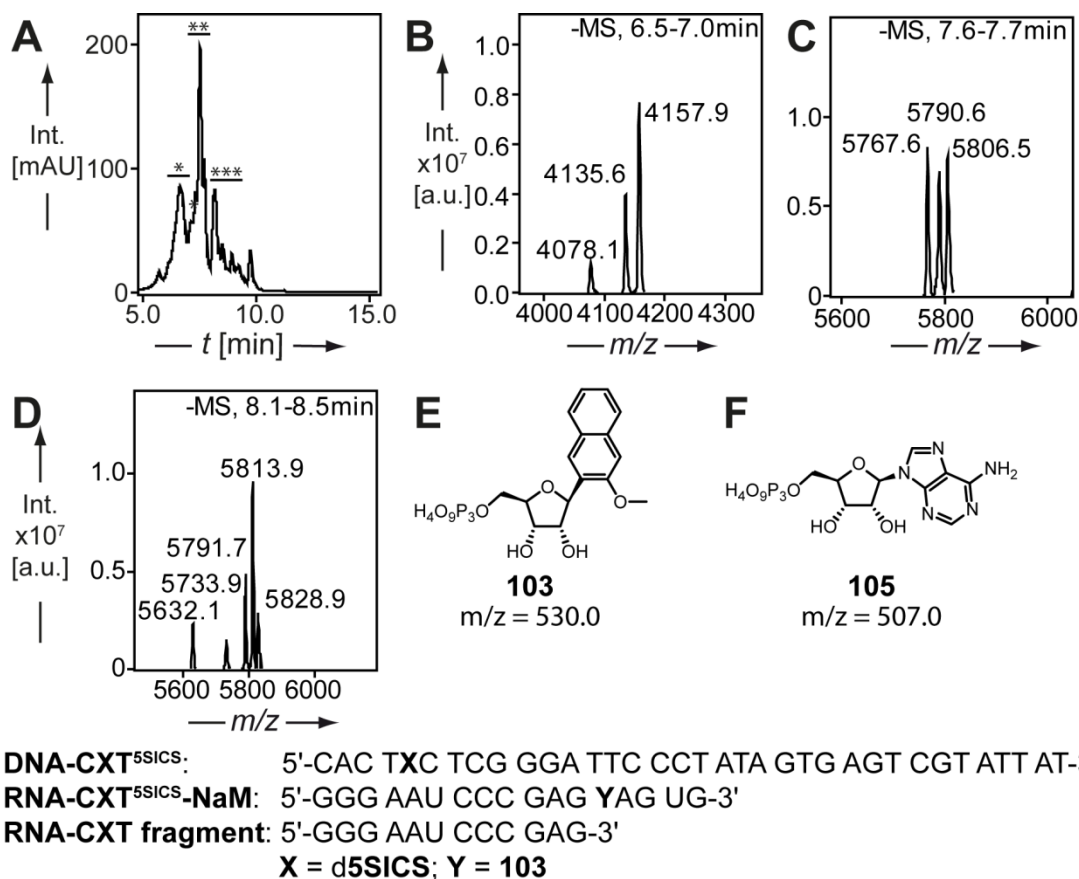 A
**
200
*
***
100
*
0
Int.
[mAU]
5.0 10.0 15.0
t [min]
B
-MS, 6.5-7.0min
1.0
0.8
0.6
0.4
0.2
0.0
Int.
x10⁷
[a.u.]
4157.9
4135.6
4078.1
4000 4100 4200 4300
m/z
C
-MS, 7.6-7.7min
1.0
0.5
0
5790.6
5767.6
5806.5
5600 5800 6000
m/z
D
-MS, 8.1-8.5min
Int.
x10⁷
[a.u.]
1.0
0.5
0
5813.9
5791.7
5733.9
5632.1
5828.9
5600 5800 6000
m/z
E
H₄O₉P₃O
O
O
HO OH
103
m/z = 530.0
F
H₄O₉P₃O
O
N
N
NH₂
N
N
HO OH
105
m/z = 507.0
DNA-CXT⁵ˢᴵᶜˢ: 5'-CAC TXC TCG GGA TTC CCT ATA GTG AGT CGT ATT AT-
RNA-CXT⁵ˢᴵᶜˢ-NaM: 5'-GGG AAU CCC GAG YAG UG-3'
RNA-CXT fragment: 5'-GGG AAU CCC GAG-3'
X = d5SICS; Y = 103